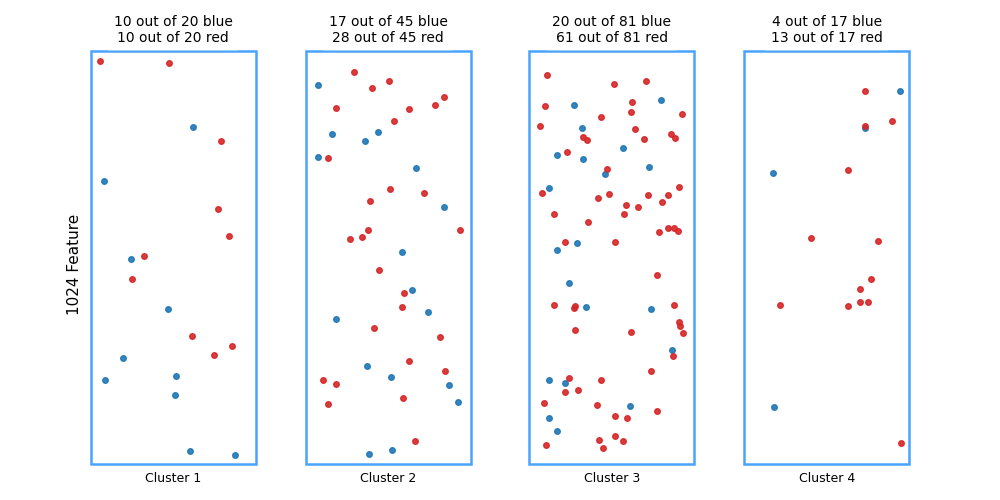 10 out of 20 blue
10 out of 20 red
17 out of 45 blue
28 out of 45 red
20 out of 81 blue
61 out of 81 red
4 out of 17 blue
13 out of 17 red
1024 Feature
Cluster 1
Cluster 2
Cluster 3
Cluster 4